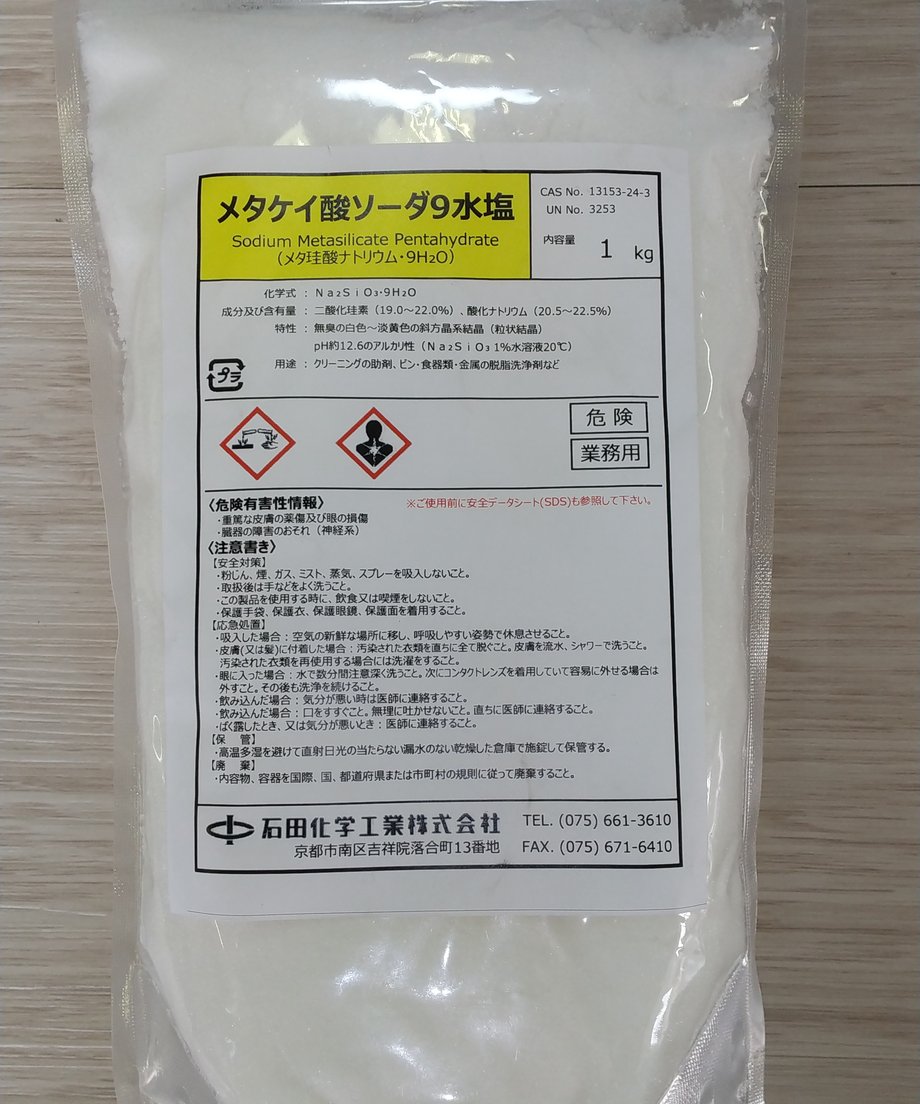 メタケイ酸ソーダ9水塩
Sodium Metasilicate Pentahydrate
(メタ珪酸ナトリウム・9H₂O)
CAS No. 13153-24-3
UN No. 3253
内容量 1 kg
化学式 : Na₂SiO₃・9H₂O
成分及び含有量 : 二酸化珪素（19.0～22.0%）、酸化ナトリウム（20.5～22.5%）
特性 : 無臭の白色～淡黄色の斜方晶系結晶（粒状結晶）
pH約12.6のアルカリ性（Na₂SiO₃ 1%水溶液20℃）
用途 : クリーニングの助剤、ビン・食器類・金属の脱脂洗浄剤など
プラ
危険
業務用
〈危険有害性情報〉
※ご使用前に安全データシート(SDS)も参照して下さい。
・重篤な皮膚の薬傷及び眼の損傷
・臓器の障害のおそれ（神経系）
〈注意書き〉
【安全対策】
・粉じん、煙、ガス、ミスト、蒸気、スプレーを吸入しないこと。
・取扱後は手などをよく洗うこと。
・この製品を使用する時に、飲食又は喫煙をしないこと。
・保護手袋、保護衣、保護眼鏡、保護面を着用すること。
【応急処置】
・吸入した場合：空気の新鮮な場所に移し、呼吸しやすい姿勢で休息させること。
・皮膚(又は髪)に付着した場合：汚染された衣類を直ちに全て脱ぐこと。皮膚を流水、シャワーで洗うこと。
汚染された衣類を再使用する場合には洗濯をすること。
・眼に入った場合：水で数分間注意深く洗うこと。次にコンタクトレンズを着用していて容易に外せる場合は
外すこと。その後も洗浄を続けること。
・飲み込んだ場合：気分が悪い時は医師に連絡すること。
・飲み込んだ場合：口をすすぐこと。無理に吐かせないこと。直ちに医師に連絡すること。
・ばく露したとき、又は気分が悪いとき：医師に連絡すること。
【保 管】
・高温多湿を避けて直射日光の当たらない漏水のない乾燥した倉庫で施錠して保管する。
【廃 棄】
・内容物、容器を国際、国、都道府県または市町村の規則に従って廃棄すること。
石田化学工業株式会社
京都市南区吉祥院落合町13番地
TEL. (075) 661-3610
FAX. (075) 671-6410